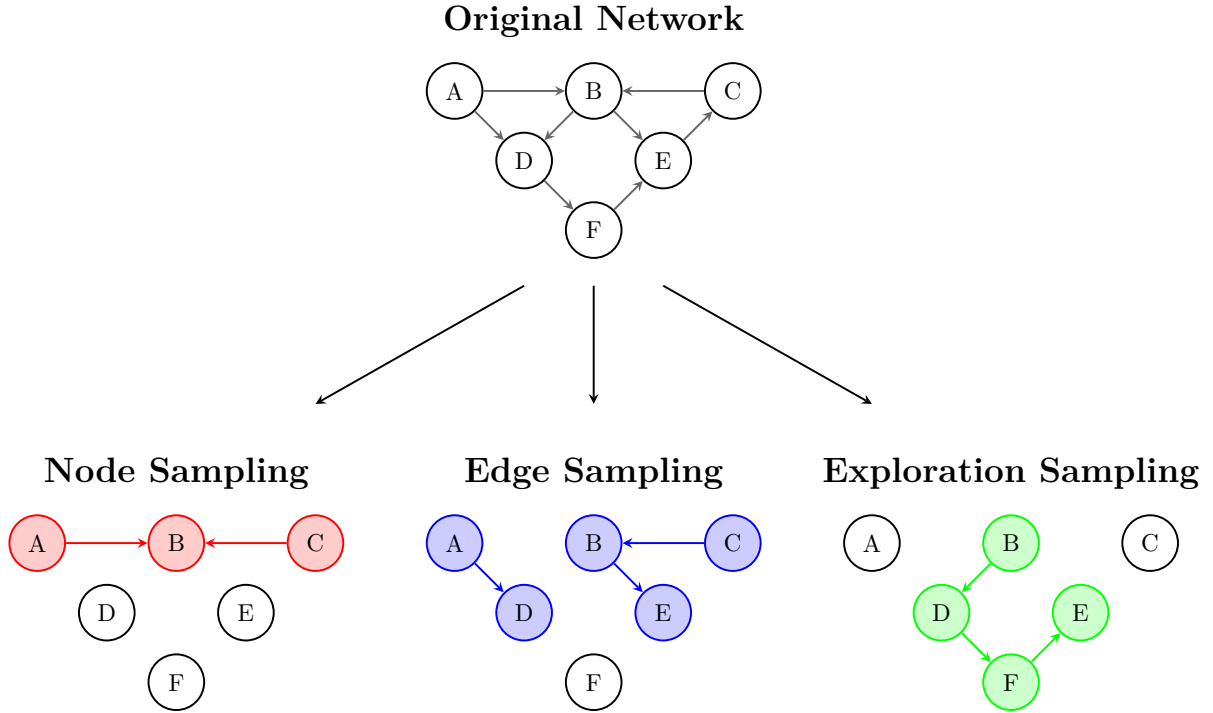 Original Network
A B C
D E
F
Node Sampling Edge Sampling Exploration Sampling
A B C A B C A B C
D E D E D E
F F F